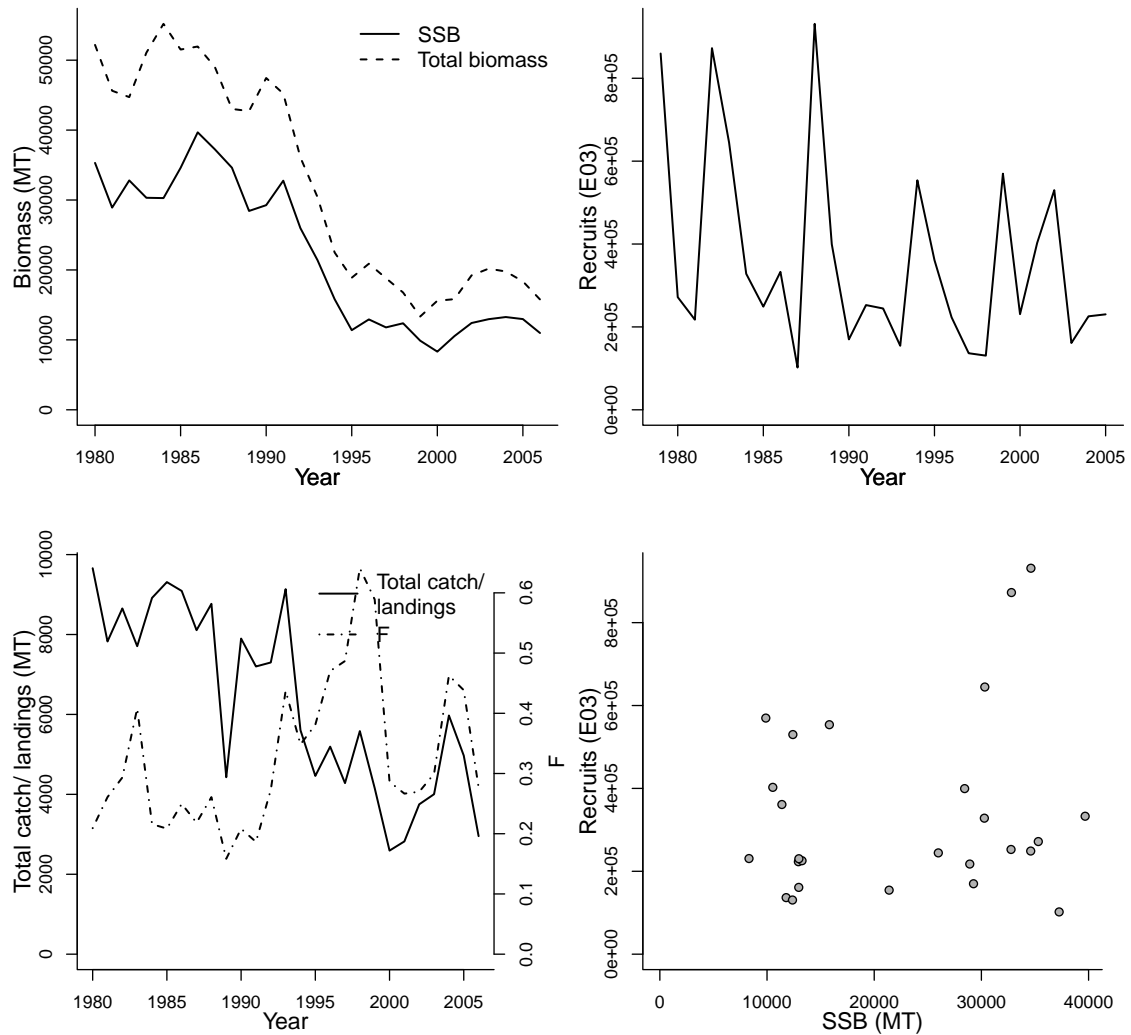 SSB
Total biomass
Biomass (MT)
0
10000
20000
30000
40000
50000
1980
1985
1990
1995
2000
2005
Year
Recruits (E03)
0e+00
2e+05
4e+05
6e+05
8e+05
1980
1985
1990
1995
2000
2005
Year
Total catch/
landings
F
Total catch/ landings (MT)
0
2000
4000
6000
8000
10000
0.0
0.1
0.2
0.3
0.4
0.5
0.6
F
1980
1985
1990
1995
2000
2005
Year
Recruits (E03)
0e+00
2e+05
4e+05
6e+05
8e+05
0
10000
20000
30000
40000
SSB (MT)